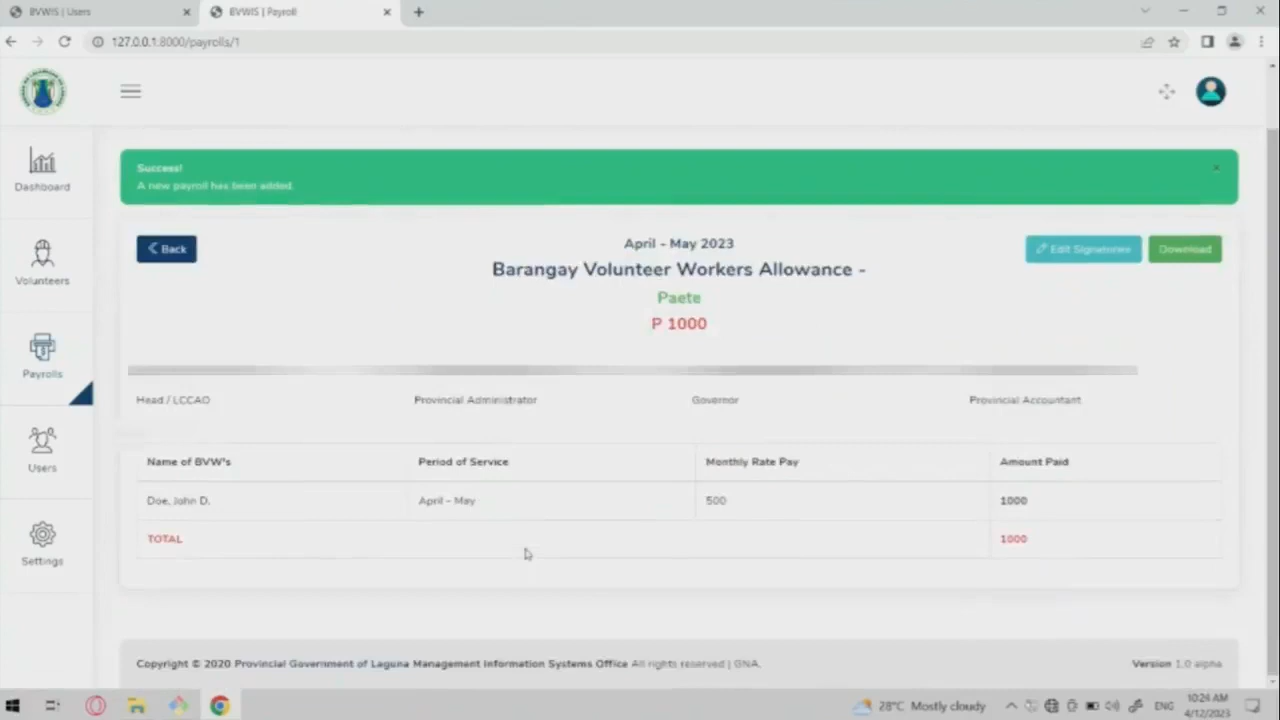 BVWIS | Users
BVWIS | Payroll
127.0.0.1:8000/payrolls/1
Dashboard
Volunteers
Payrolls
Users
Settings
Success!
A new payroll has been added.
Back
April - May 2023
Edit Signatories
Download
Barangay Volunteer Workers Allowance -
Paete
P 1000
Head / LCCAO
Provincial Administrator
Governor
Provincial Accountant
Name of BVW's
Period of Service
Monthly Rate Pay
Amount Paid
Doe, John D.
April - May
500
1000
TOTAL
1000
Copyright © 2020 Provincial Government of Laguna Management Information Systems Office All rights reserved | GNA.
Version 1.0 alpha
28°C Mostly cloudy
ENG
10:24 AM
4/12/2023